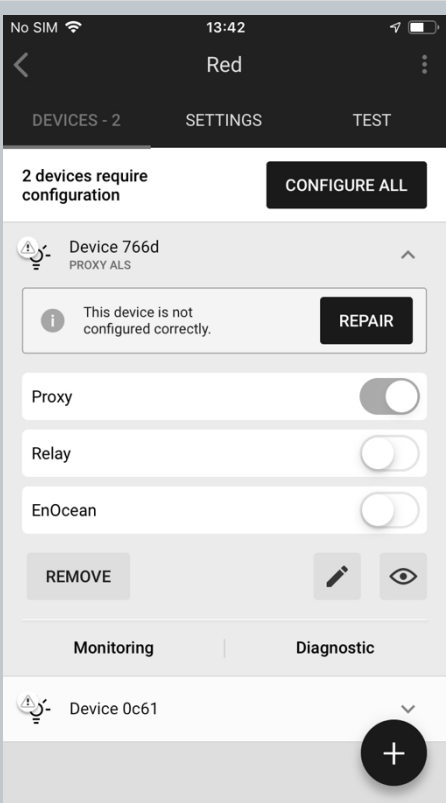 No SIM 13:42
Red
DEVICES - 2 SETTINGS TEST
2 devices require
configuration
CONFIGURE ALL
Device 766d
PROXY ALS
This device is not
configured correctly.
REPAIR
Proxy
Relay
EnOcean
REMOVE
Monitoring Diagnostic
Device 0c61